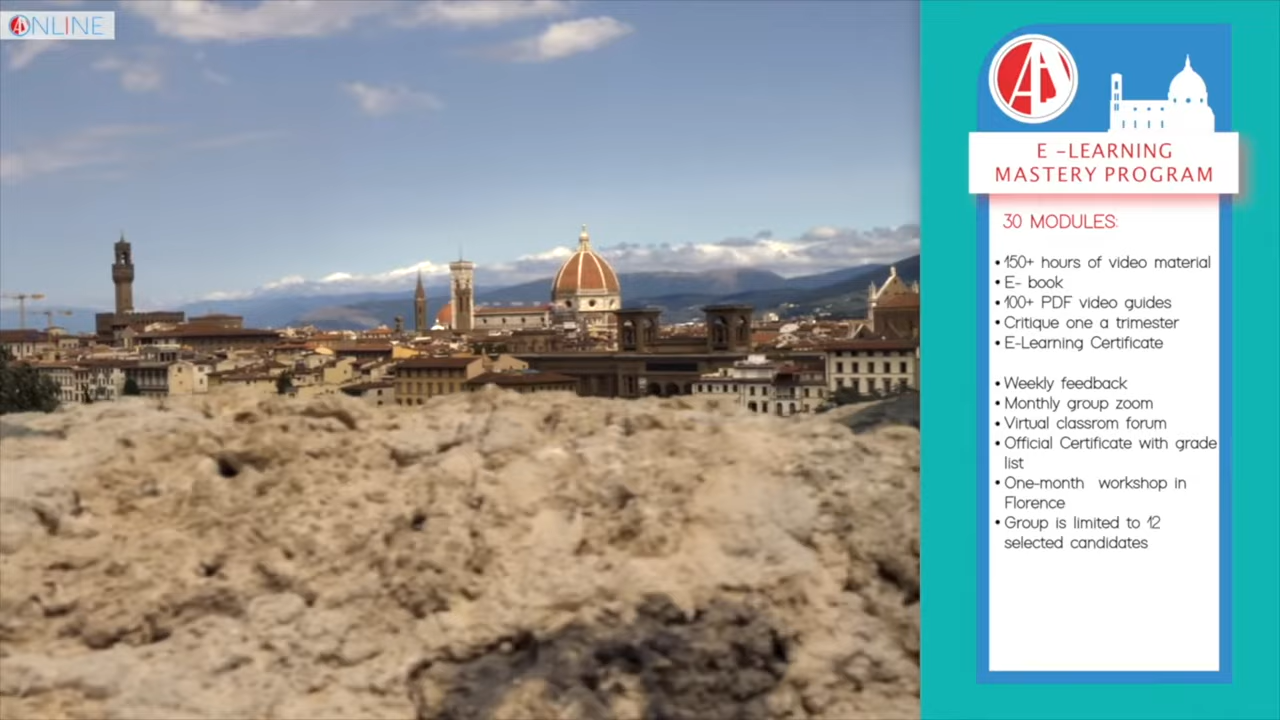 ONLINE
E -LEARNING
MASTERY PROGRAM
30 MODULES:
• 150+ hours of video material
• E- book
• 100+ PDF video guides
• Critique one a trimester
• E-Learning Certificate
• Weekly feedback
• Monthly group zoom
• Virtual classrom forum
• Official Certificate with grade
list
• One-month workshop in
Florence
• Group is limited to 12
selected candidates